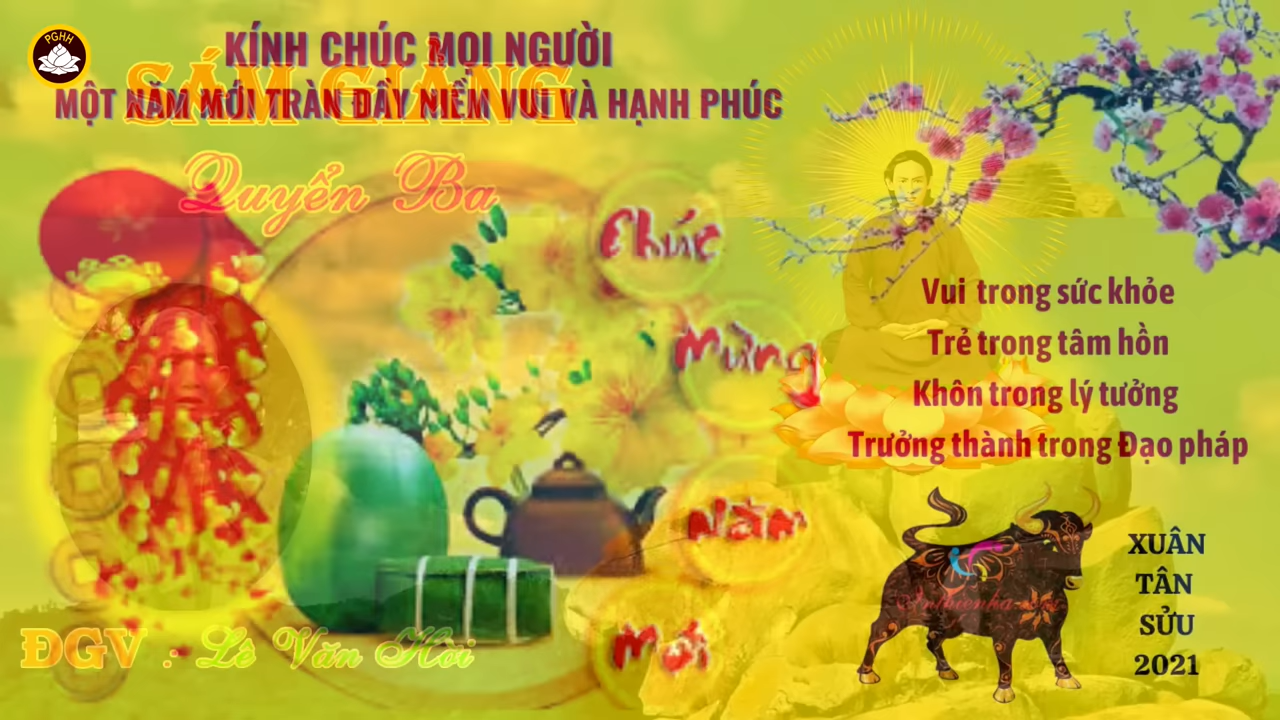 PGHH
KÍNH CHÚC MỌI NGƯỜI
SÁM GIẢNG
MỘT NĂM MỚI TRÀN ĐẦY NIỀM VUI VÀ HẠNH PHÚC
Quyển Ba
Chúc
Mừng
Năm
Mới
Vui trong sức khỏe
Trẻ trong tâm hồn
Khôn trong lý tưởng
Trưởng thành trong Đạo pháp
XUÂN
TÂN
SỬU
2021
ĐGV : Lê Văn Hời